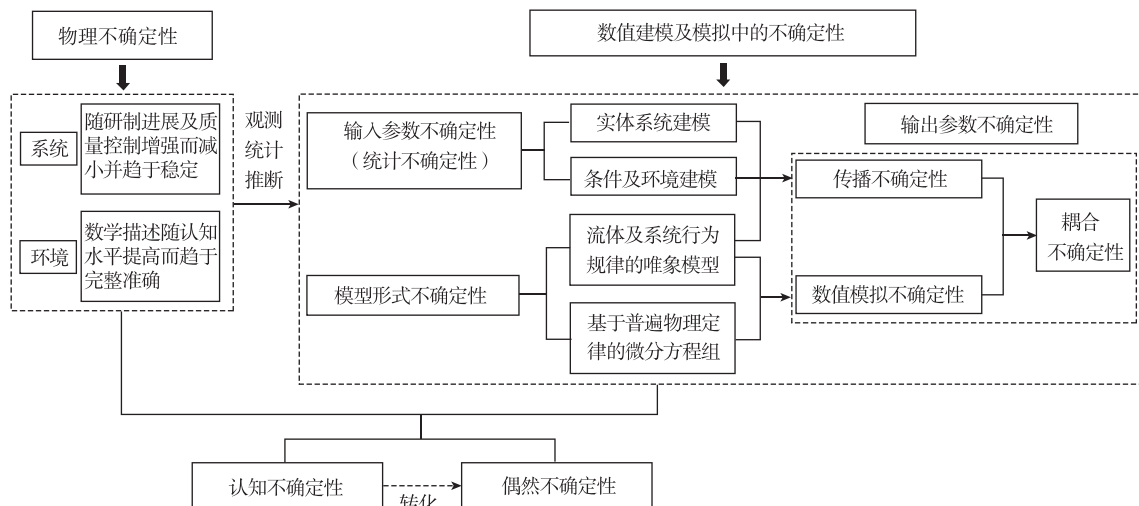 物理不确定性
数值建模及模拟中的不确定性
系统
随研制进展及质
量控制增强而减
小并趋于稳定
环境
数学描述随认知
水平提高而趋于
完整准确
观测
统计
推断
输入参数不确定性
（统计不确定性）
模型形式不确定性
实体系统建模
条件及环境建模
流体及系统行为
规律的唯象模型
基于普遍物理定
律的微分方程组
输出参数不确定性
传播不确定性
数值模拟不确定性
耦合
不确定性
认知不确定性
转化
偶然不确定性